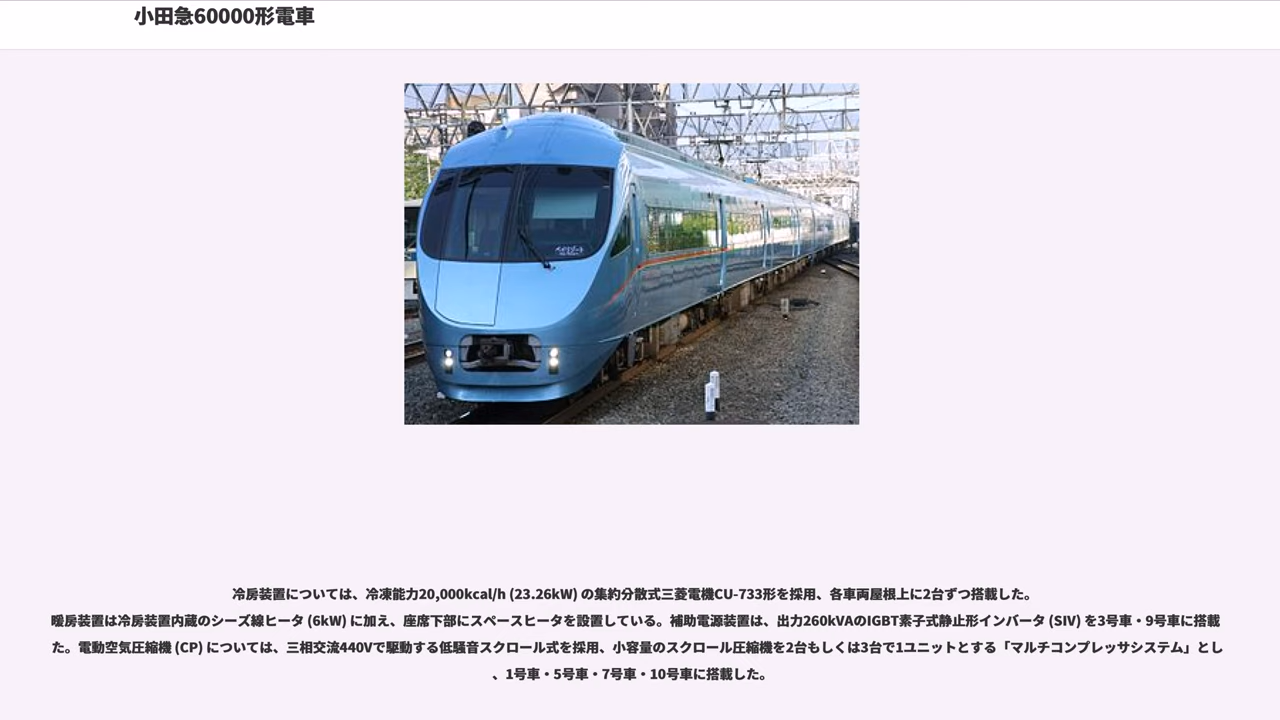 小田急60000形電車
冷房装置については、冷凍能力20,000kcal/h (23.26kW) の集約分散式三菱電機CU-733形を採用、各車両屋根上に2台ずつ搭載した。
暖房装置は冷房装置内蔵のシーズ線ヒータ (6kW) に加え、座席下部にスペースヒータを設置している。補助電源装置は、出力260kVAのIGBT素子式静止形インバータ (SIV) を3号車・9号車に搭載
た。電動空気圧縮機 (CP) については、三相交流440Vで駆動する低騒音スクロール式を採用、小容量のスクロール圧縮機を2台もしくは3台で1ユニットとする「マルチコンプレッサシステム」とし
、1号車・5号車・7号車・10号車に搭載した。